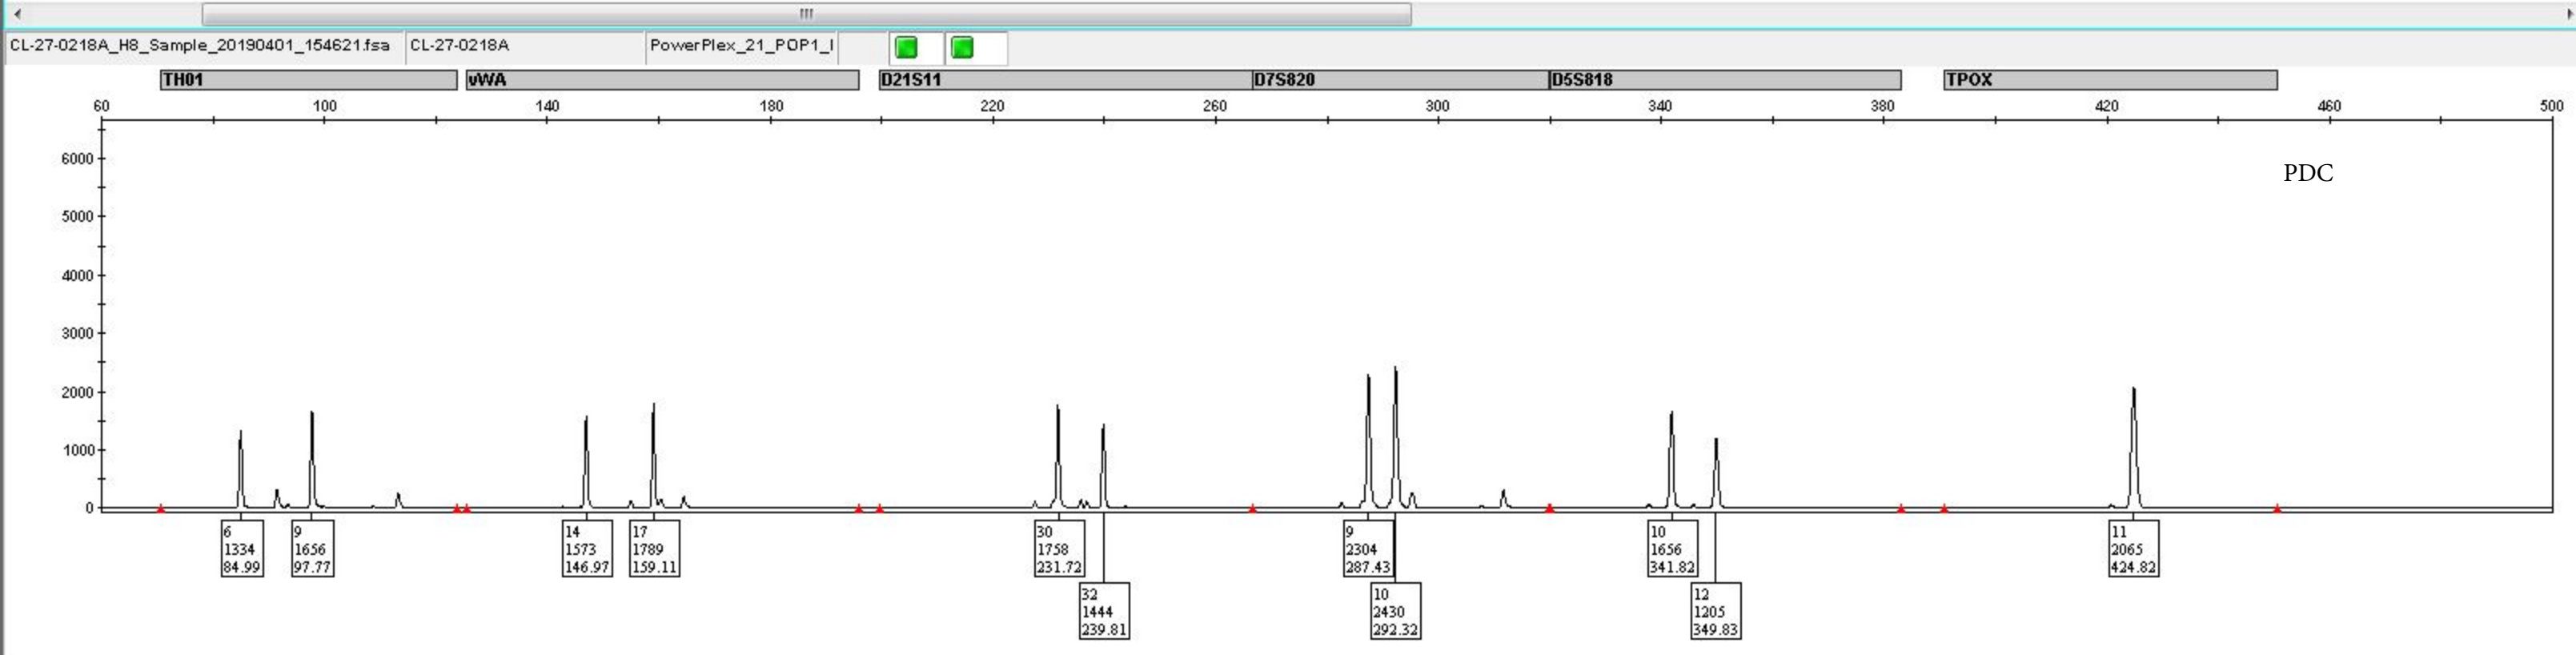 CL-27-0218A_H8_Sample_20190401_154621.fsa CL-27-0218A PowerPlex_21_POP1_I
TH01 vWA D21S11 D7S820 D5S818 TPOX
60 100 140 180 220 260 300 340 380 420 460 500
6000
PDC
5000
4000
3000
2000
1000
0
6 9 14 17 30 9 10 11
1334 1656 1573 1789 1758 2304 1656 2065
84.99 97.77 146.97 159.11 231.72 287.43 341.82 424.82
32 10 12
1444 2430 1205
239.81 292.32 349.83